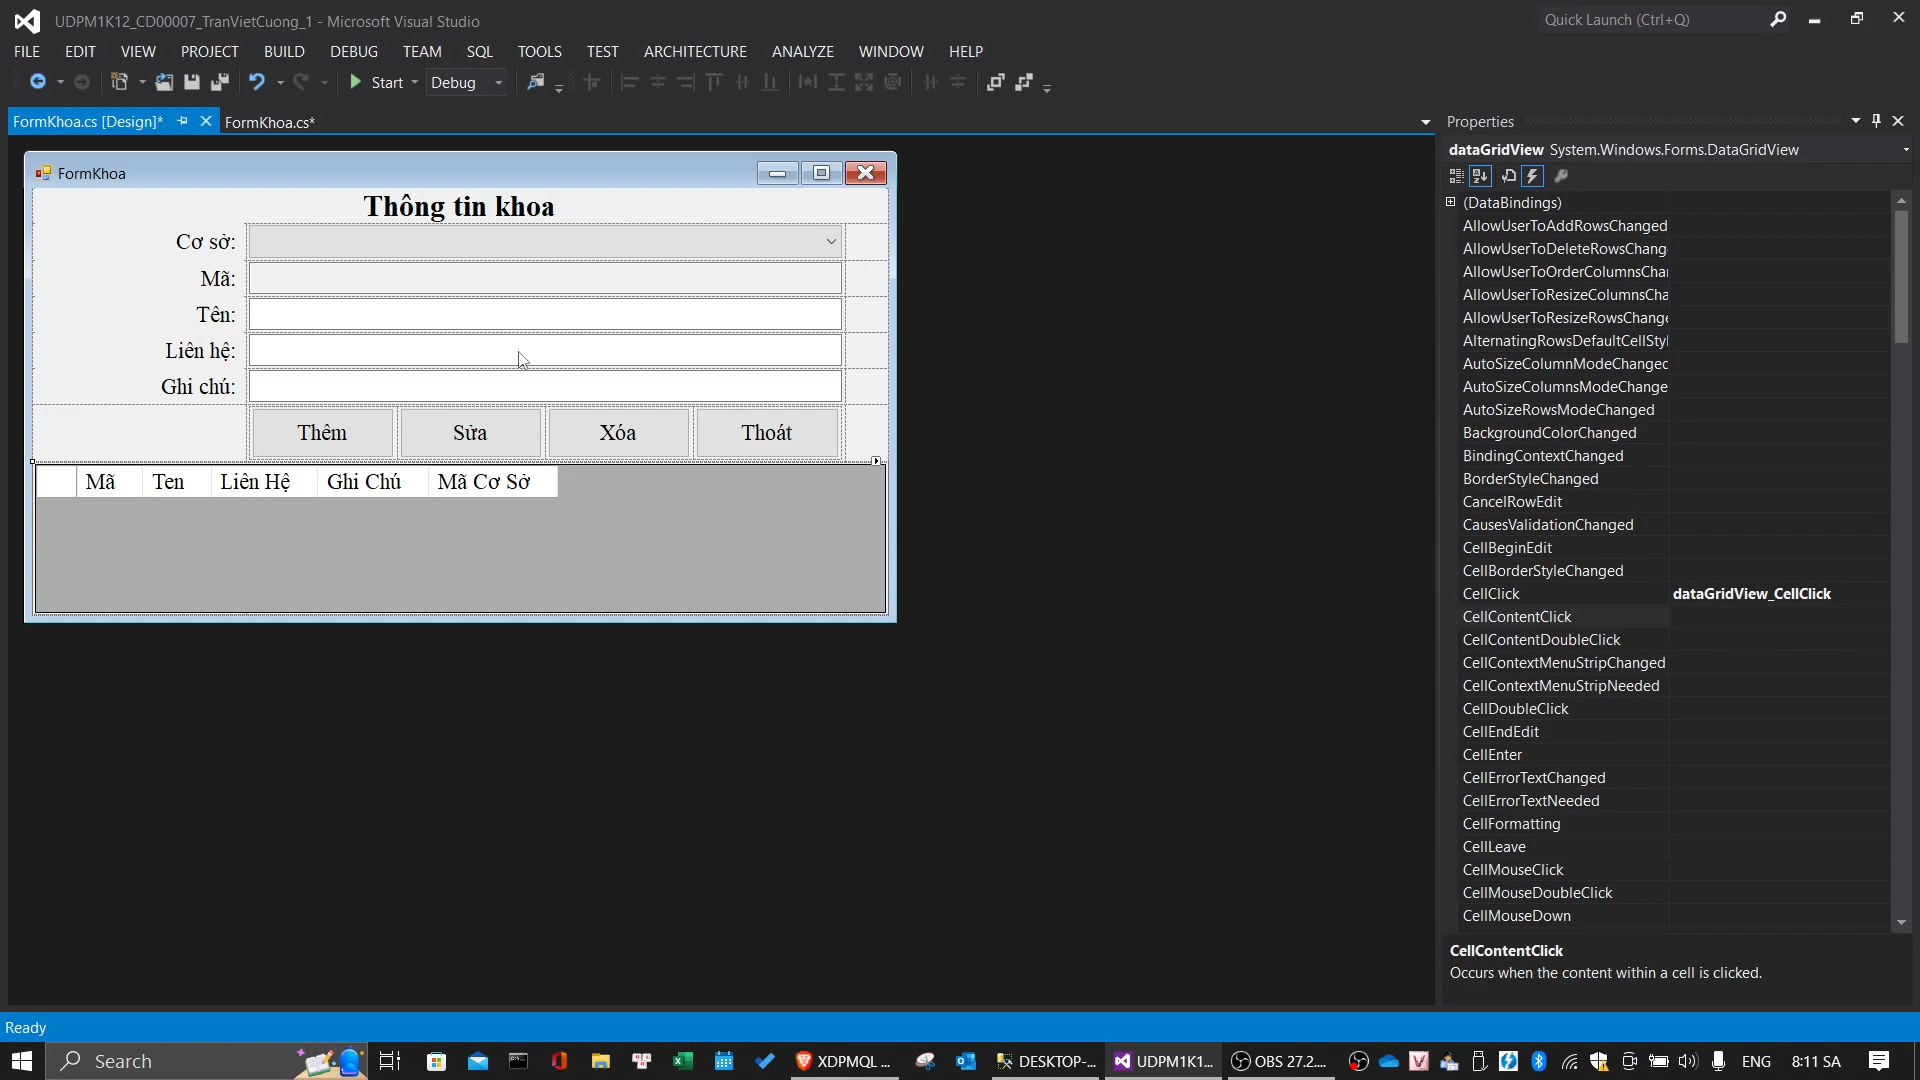 UDPM1K12_CD00007_TranVietCuong_1 - Microsoft Visual Studio
Quick Launch (Ctrl+Q)
FILE EDIT VIEW PROJECT BUILD DEBUG TEAM SQL TOOLS TEST ARCHITECTURE ANALYZE WINDOW HELP
Start Debug
FormKhoa.cs [Design]* FormKhoa.cs*
FormKhoa
Thông tin khoa
Cơ sở:
Mã:
Tên:
Liên hệ:
Ghi chú:
Thêm Sửa Xóa Thoát
Mã Ten Liên Hệ Ghi Chú Mã Cơ Sở
Properties
dataGridView System.Windows.Forms.DataGridView
(DataBindings)
AllowUserToAddRowsChanged
AllowUserToDeleteRowsChang
AllowUserToOrderColumnsChar
AllowUserToResizeColumnsCha
AllowUserToResizeRowsChange
AlternatingRowsDefaultCellStyl
AutoSizeColumnModeChanged
AutoSizeColumnsModeChange
AutoSizeRowsModeChanged
BackgroundColorChanged
BindingContextChanged
BorderStyleChanged
CancelRowEdit
CausesValidationChanged
CellBeginEdit
CellBorderStyleChanged
CellClick dataGridView_CellClick
CellContentClick
CellContentDoubleClick
CellContextMenuStripChanged
CellContextMenuStripNeeded
CellDoubleClick
CellEndEdit
CellEnter
CellErrorTextChanged
CellErrorTextNeeded
CellFormatting
CellLeave
CellMouseClick
CellMouseDoubleClick
CellMouseDown
CellContentClick
Occurs when the content within a cell is clicked.
Ready
Search XDPMQL ... DESKTOP-... UDPM1K1... OBS 27.2.... ENG 8:11 SA